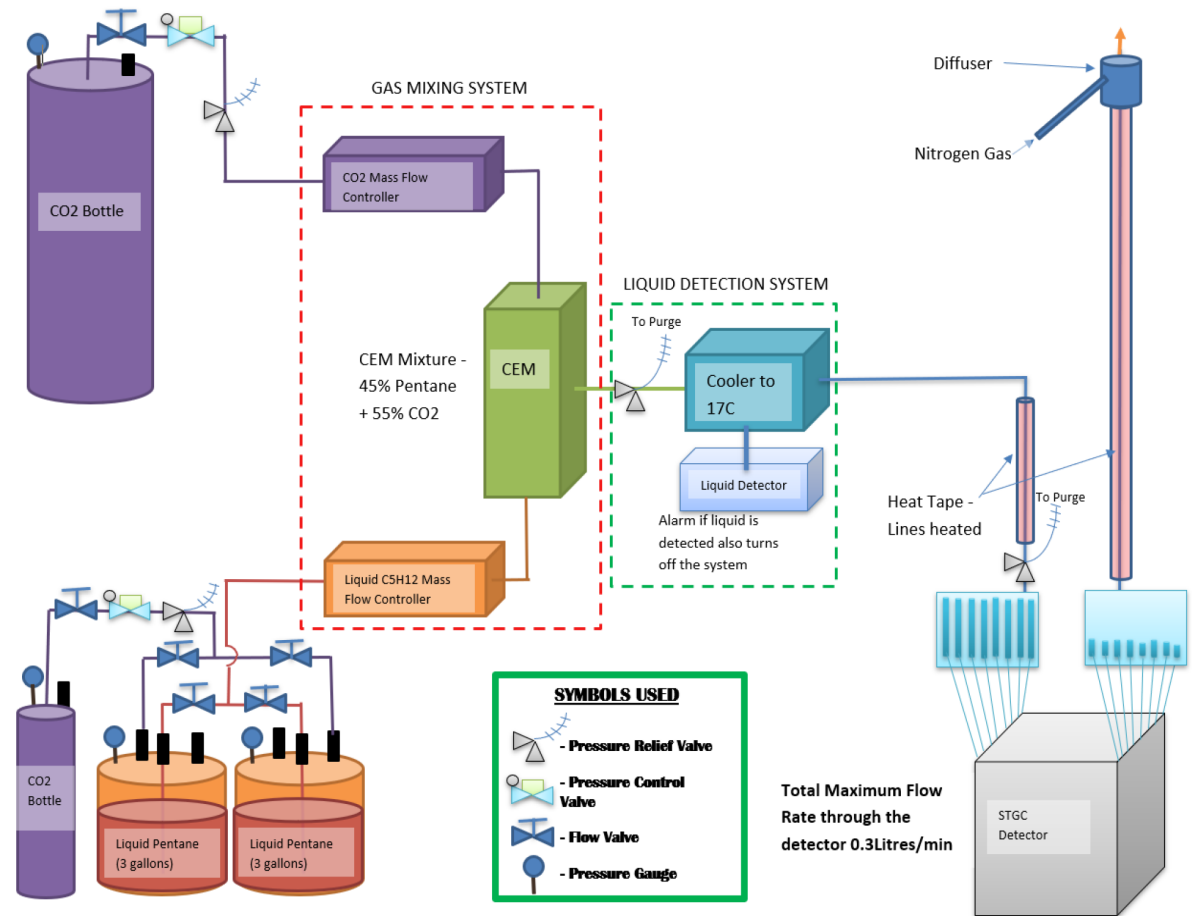 GAS MIXING SYSTEM
CO2 Bottle
CO2 Mass Flow
Controller
CEM Mixture -
45% Pentane
+ 55% CO2
CEM
Liquid C5H12 Mass
Flow Controller
LIQUID DETECTION SYSTEM
To Purge
Cooler to
17C
Liquid Detector
Alarm if liquid is
detected also turns
off the system
Diffuser
Nitrogen Gas
Heat Tape -
Lines heated
To Purge
CO2
Bottle
Liquid Pentane
(3 gallons)
Liquid Pentane
(3 gallons)
SYMBOLS USED
- Pressure Relief Valve
- Pressure Control
Valve
- Flow Valve
- Pressure Gauge
Total Maximum Flow
Rate through the
detector 0.3Litres/min
STGC
Detector